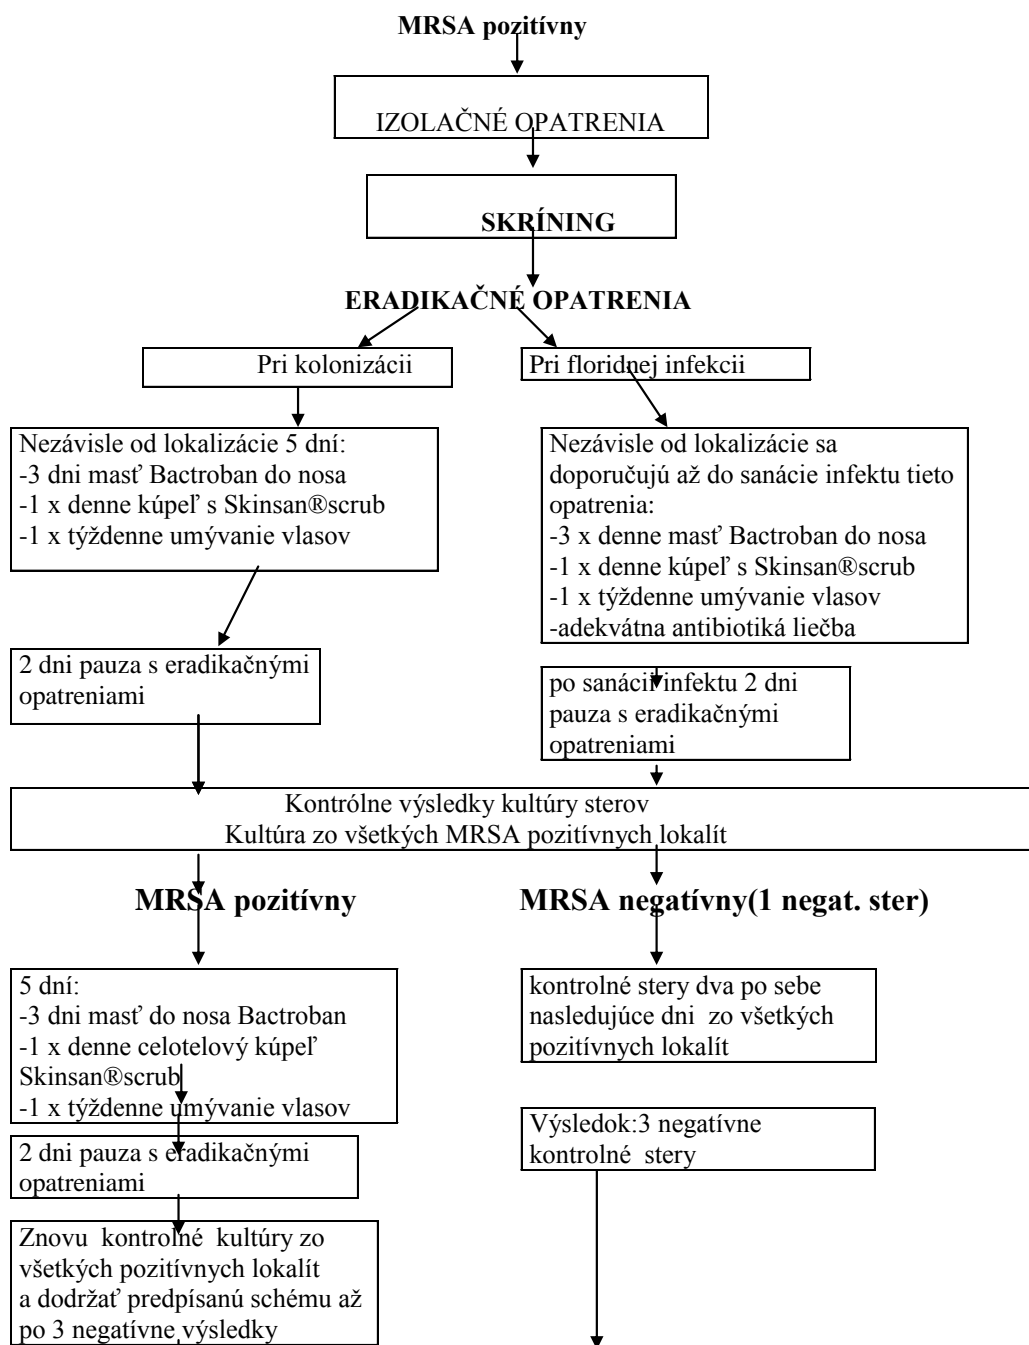 MRSA pozitívny
IZOLAČNÉ OPATRENIA
SKRÍNING
ERADIKAČNÉ OPATRENIA
Pri kolonizácii
Pri floridnej infekcii
Nezávisle od lokalizácie 5 dní:
-3 dni masť Bactroban do nosa
-1 x denne kúpeľ s Skinsan®scrub
-1 x týždenne umývanie vlasov
Nezávisle od lokalizácie sa
doporučujú až do sanácie infektu tieto
opatrenia:
-3 x denne masť Bactroban do nosa
-1 x denne kúpeľ s Skinsan®scrub
-1 x týždenne umývanie vlasov
-adekvátna antibiotiká liečba
2 dni pauza s eradikačnými
opatreniami
po sanácii infektu 2 dni
pauza s eradikačnými
opatreniami
Kontrólne výsledky kultúry sterov
Kultúra zo všetkých MRSA pozitívnych lokalít
MRSA pozitívny
MRSA negatívny(1 negat. ster)
5 dní:
-3 dni masť do nosa Bactroban
-1 x denne celotelový kúpeľ
Skinsan®scrub
-1 x týždenne umývanie vlasov
kontrolné stery dva po sebe
nasledujúce dni zo všetkých
pozitívnych lokalít
2 dni pauza s eradikačnými
opatreniami
Výsledok:3 negatívne
kontrolné stery
Znovu kontrolné kultúry zo
všetkých pozitívnych lokalít
a dodržať predpísanú schému až
po 3 negatívne výsledky